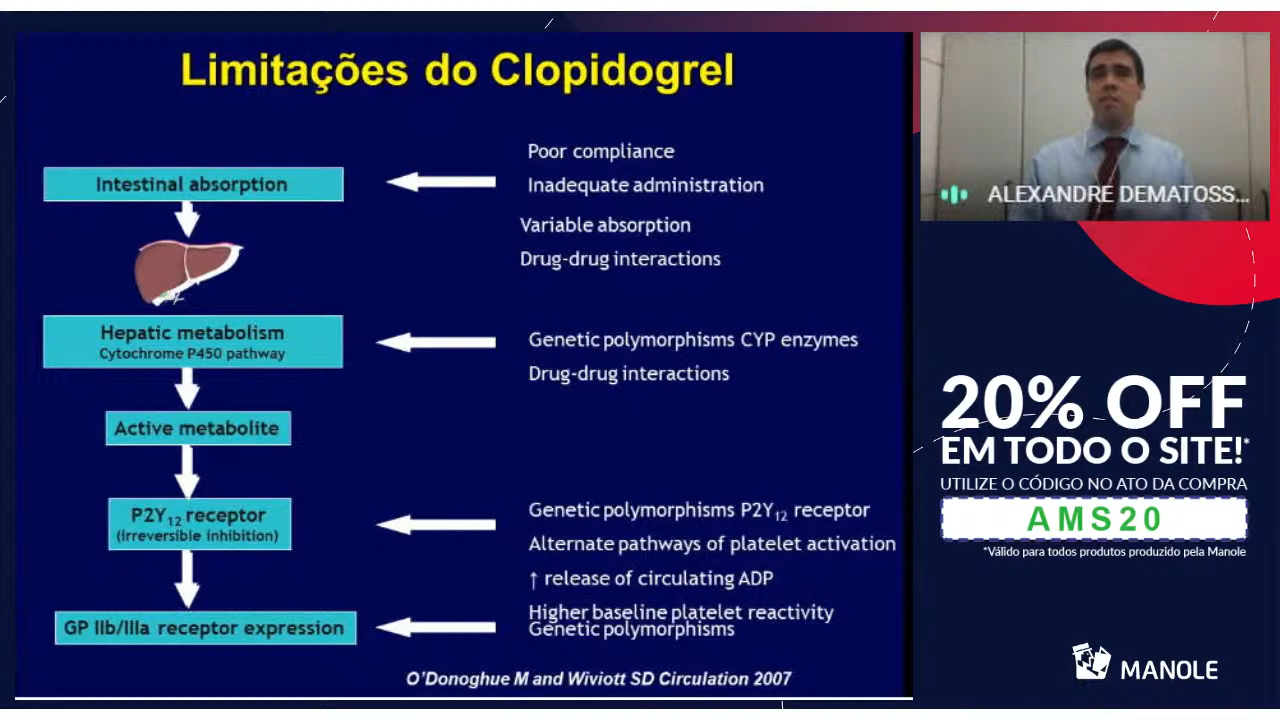 Limitações do Clopidogrel
Intestinal absorption
Poor compliance
Inadequate administration
Variable absorption
Drug-drug interactions
Hepatic metabolism
Cytochrome P450 pathway
Genetic polymorphisms CYP enzymes
Drug-drug interactions
Active metabolite
P2Y₁₂ receptor
(irreversible inhibition)
Genetic polymorphisms P2Y₁₂ receptor
Alternate pathways of platelet activation
↑ release of circulating ADP
Higher baseline platelet reactivity
GP IIb/IIIa receptor expression
Genetic polymorphisms
O'Donoghue M and Wiviott SD Circulation 2007
ALEXANDRE DEMATOSS...
20% OFF
EM TODO O SITE!*
UTILIZE O CÓDIGO NO ATO DA COMPRA
AMS20
*Válido para todos produtos produzido pela Manole
MANOLE